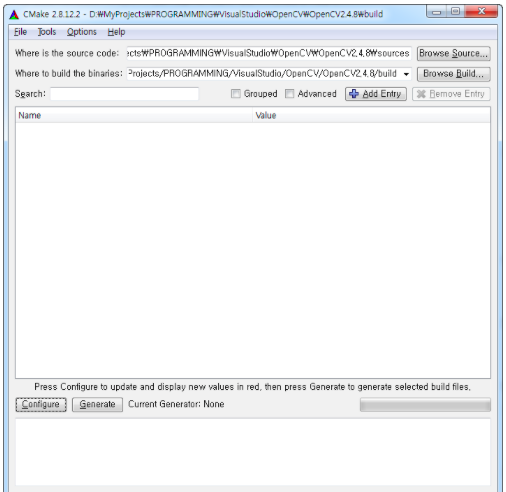 CMake 2.8.12.2 - D:₩MyProjects₩PROGRAMMING₩VisualStudio₩OpenCV₩OpenCV2.4.8₩build
File Tools Options Help
Where is the source code: ects₩PROGRAMMING₩VisualStudio₩OpenCV₩OpenCV2.4.8₩sources Browse Source...
Where to build the binaries: Projects/PROGRAMMING/VisualStudio/OpenCV/OpenCV2.4.8/build Browse Build...
Search: Grouped Advanced Add Entry Remove Entry
Name Value
Press Configure to update and display new values in red, then press Generate to generate selected build files.
Configure Generate Current Generator: None